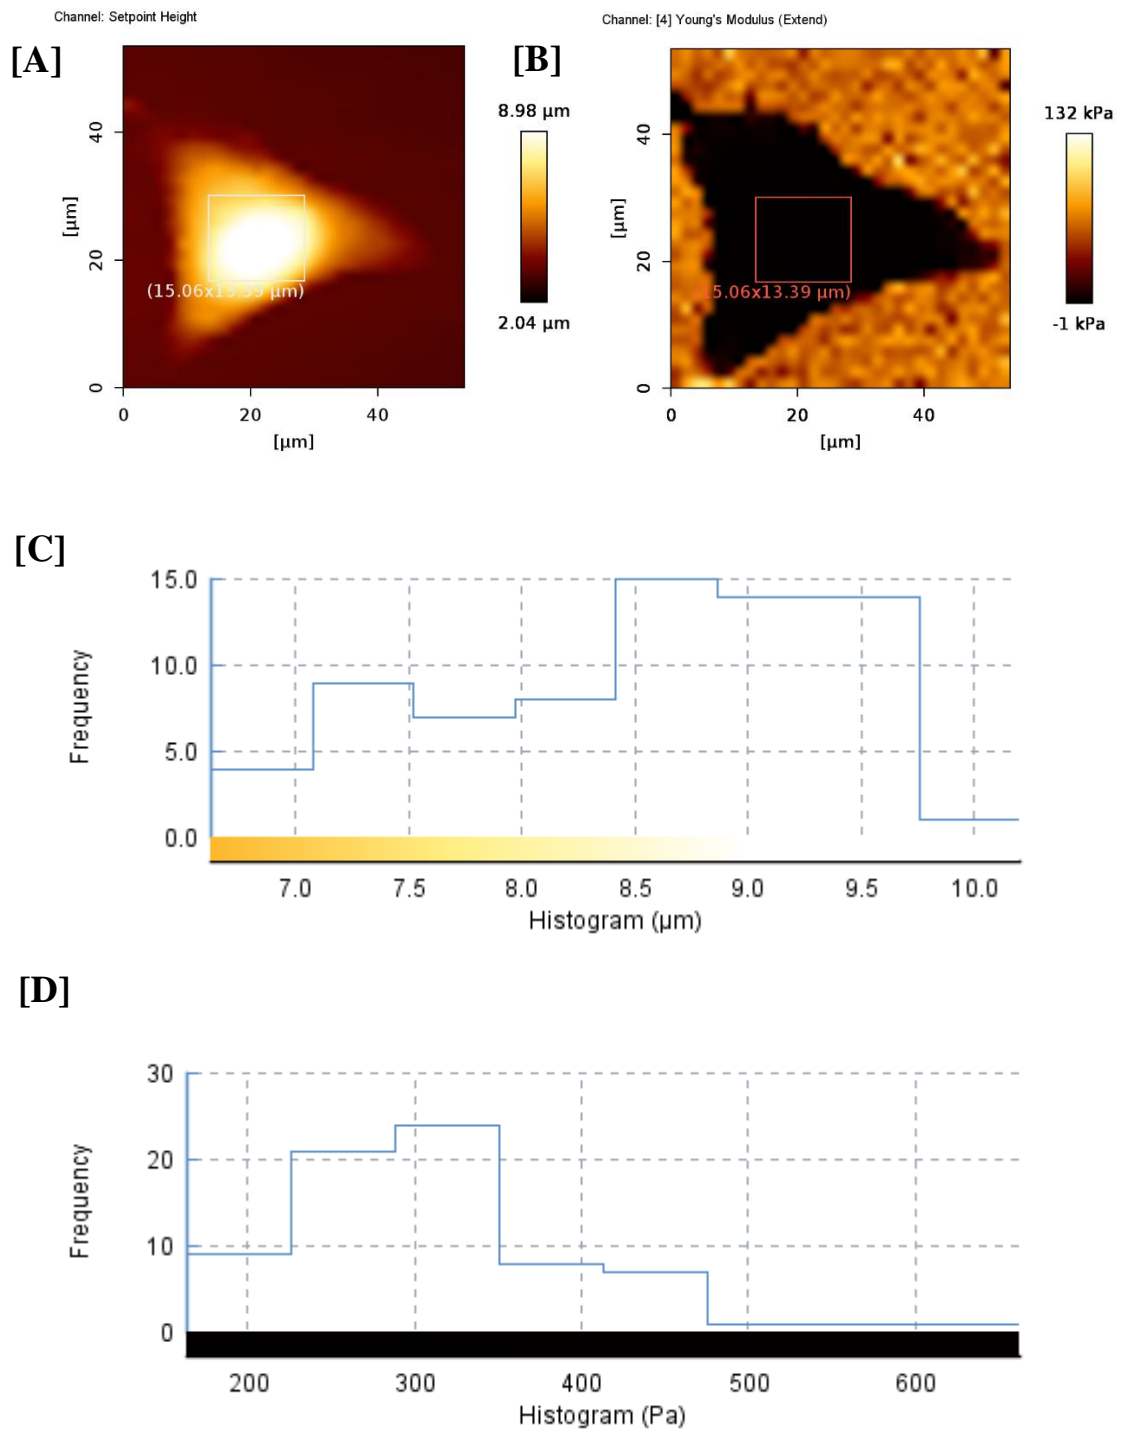 Channel: Setpoint Height
Channel: [4] Young's Modulus (Extend)
[A]
[B]
8.98 µm
2.04 µm
132 kPa
-1 kPa
40
20
0
[µm]
(15.06x13.39 µm)
0 20 40
[µm]
40
20
0
[µm]
15.06x13.39 µm)
0 20 40
[µm]
[C]
15.0
10.0
5.0
0.0
Frequency
7.0 7.5 8.0 8.5 9.0 9.5 10.0
Histogram (µm)
[D]
30
20
10
0
Frequency
200 300 400 500 600
Histogram (Pa)